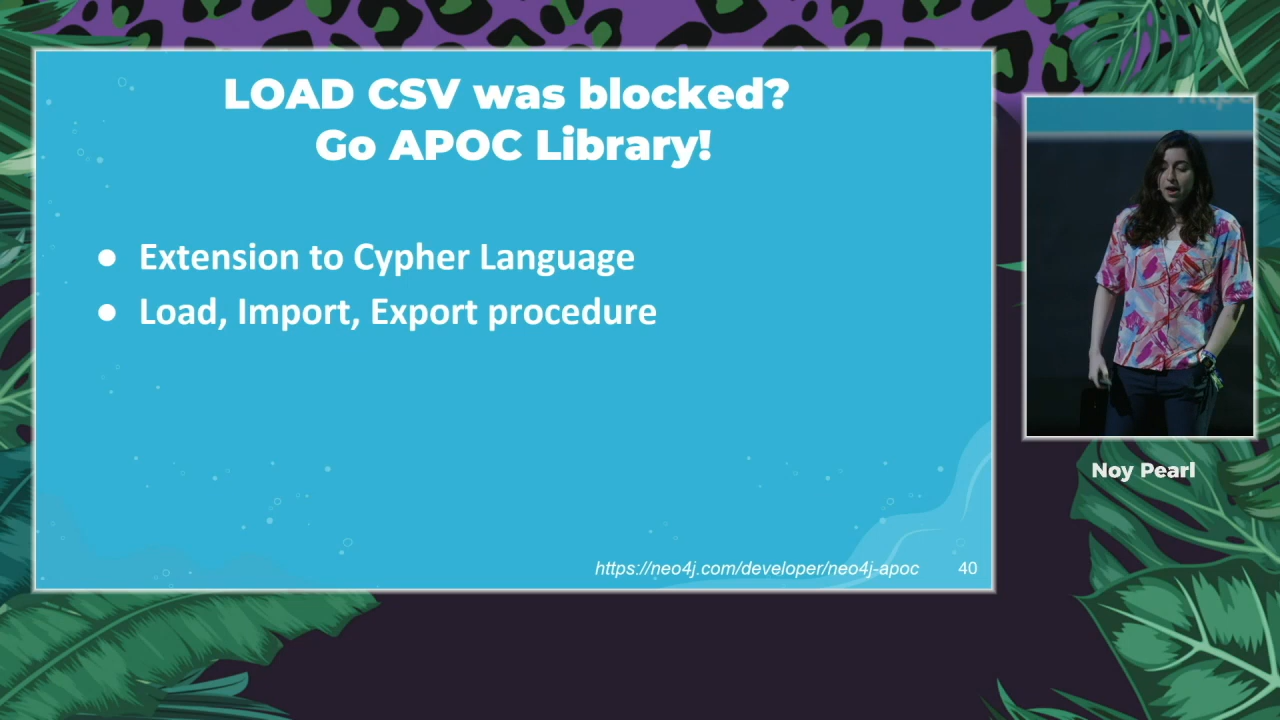 LOAD CSV was blocked?
Go APOC Library!
● Extension to Cypher Language
● Load, Import, Export procedure
https://neo4j.com/developer/neo4j-apoc 40
Noy Pearl